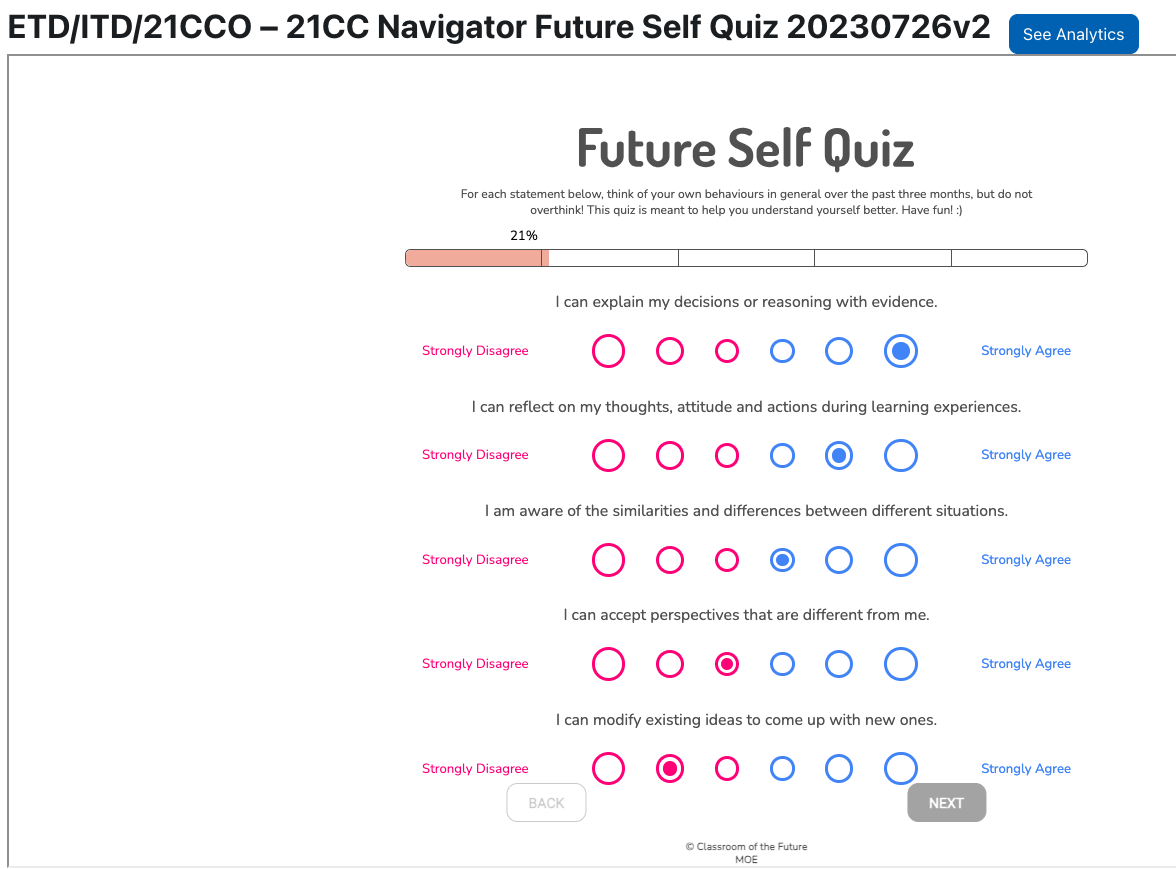 ETD/ITD/21CCO – 21CC Navigator Future Self Quiz 20230726v2
See Analytics
Future Self Quiz
For each statement below, think of your own behaviours in general over the past three months, but do not
overthink! This quiz is meant to help you understand yourself better. Have fun! :)
21%
I can explain my decisions or reasoning with evidence.
Strongly Disagree
Strongly Agree
I can reflect on my thoughts, attitude and actions during learning experiences.
Strongly Disagree
Strongly Agree
I am aware of the similarities and differences between different situations.
Strongly Disagree
Strongly Agree
I can accept perspectives that are different from me.
Strongly Disagree
Strongly Agree
I can modify existing ideas to come up with new ones.
Strongly Disagree
Strongly Agree
BACK
NEXT
© Classroom of the Future
MOE